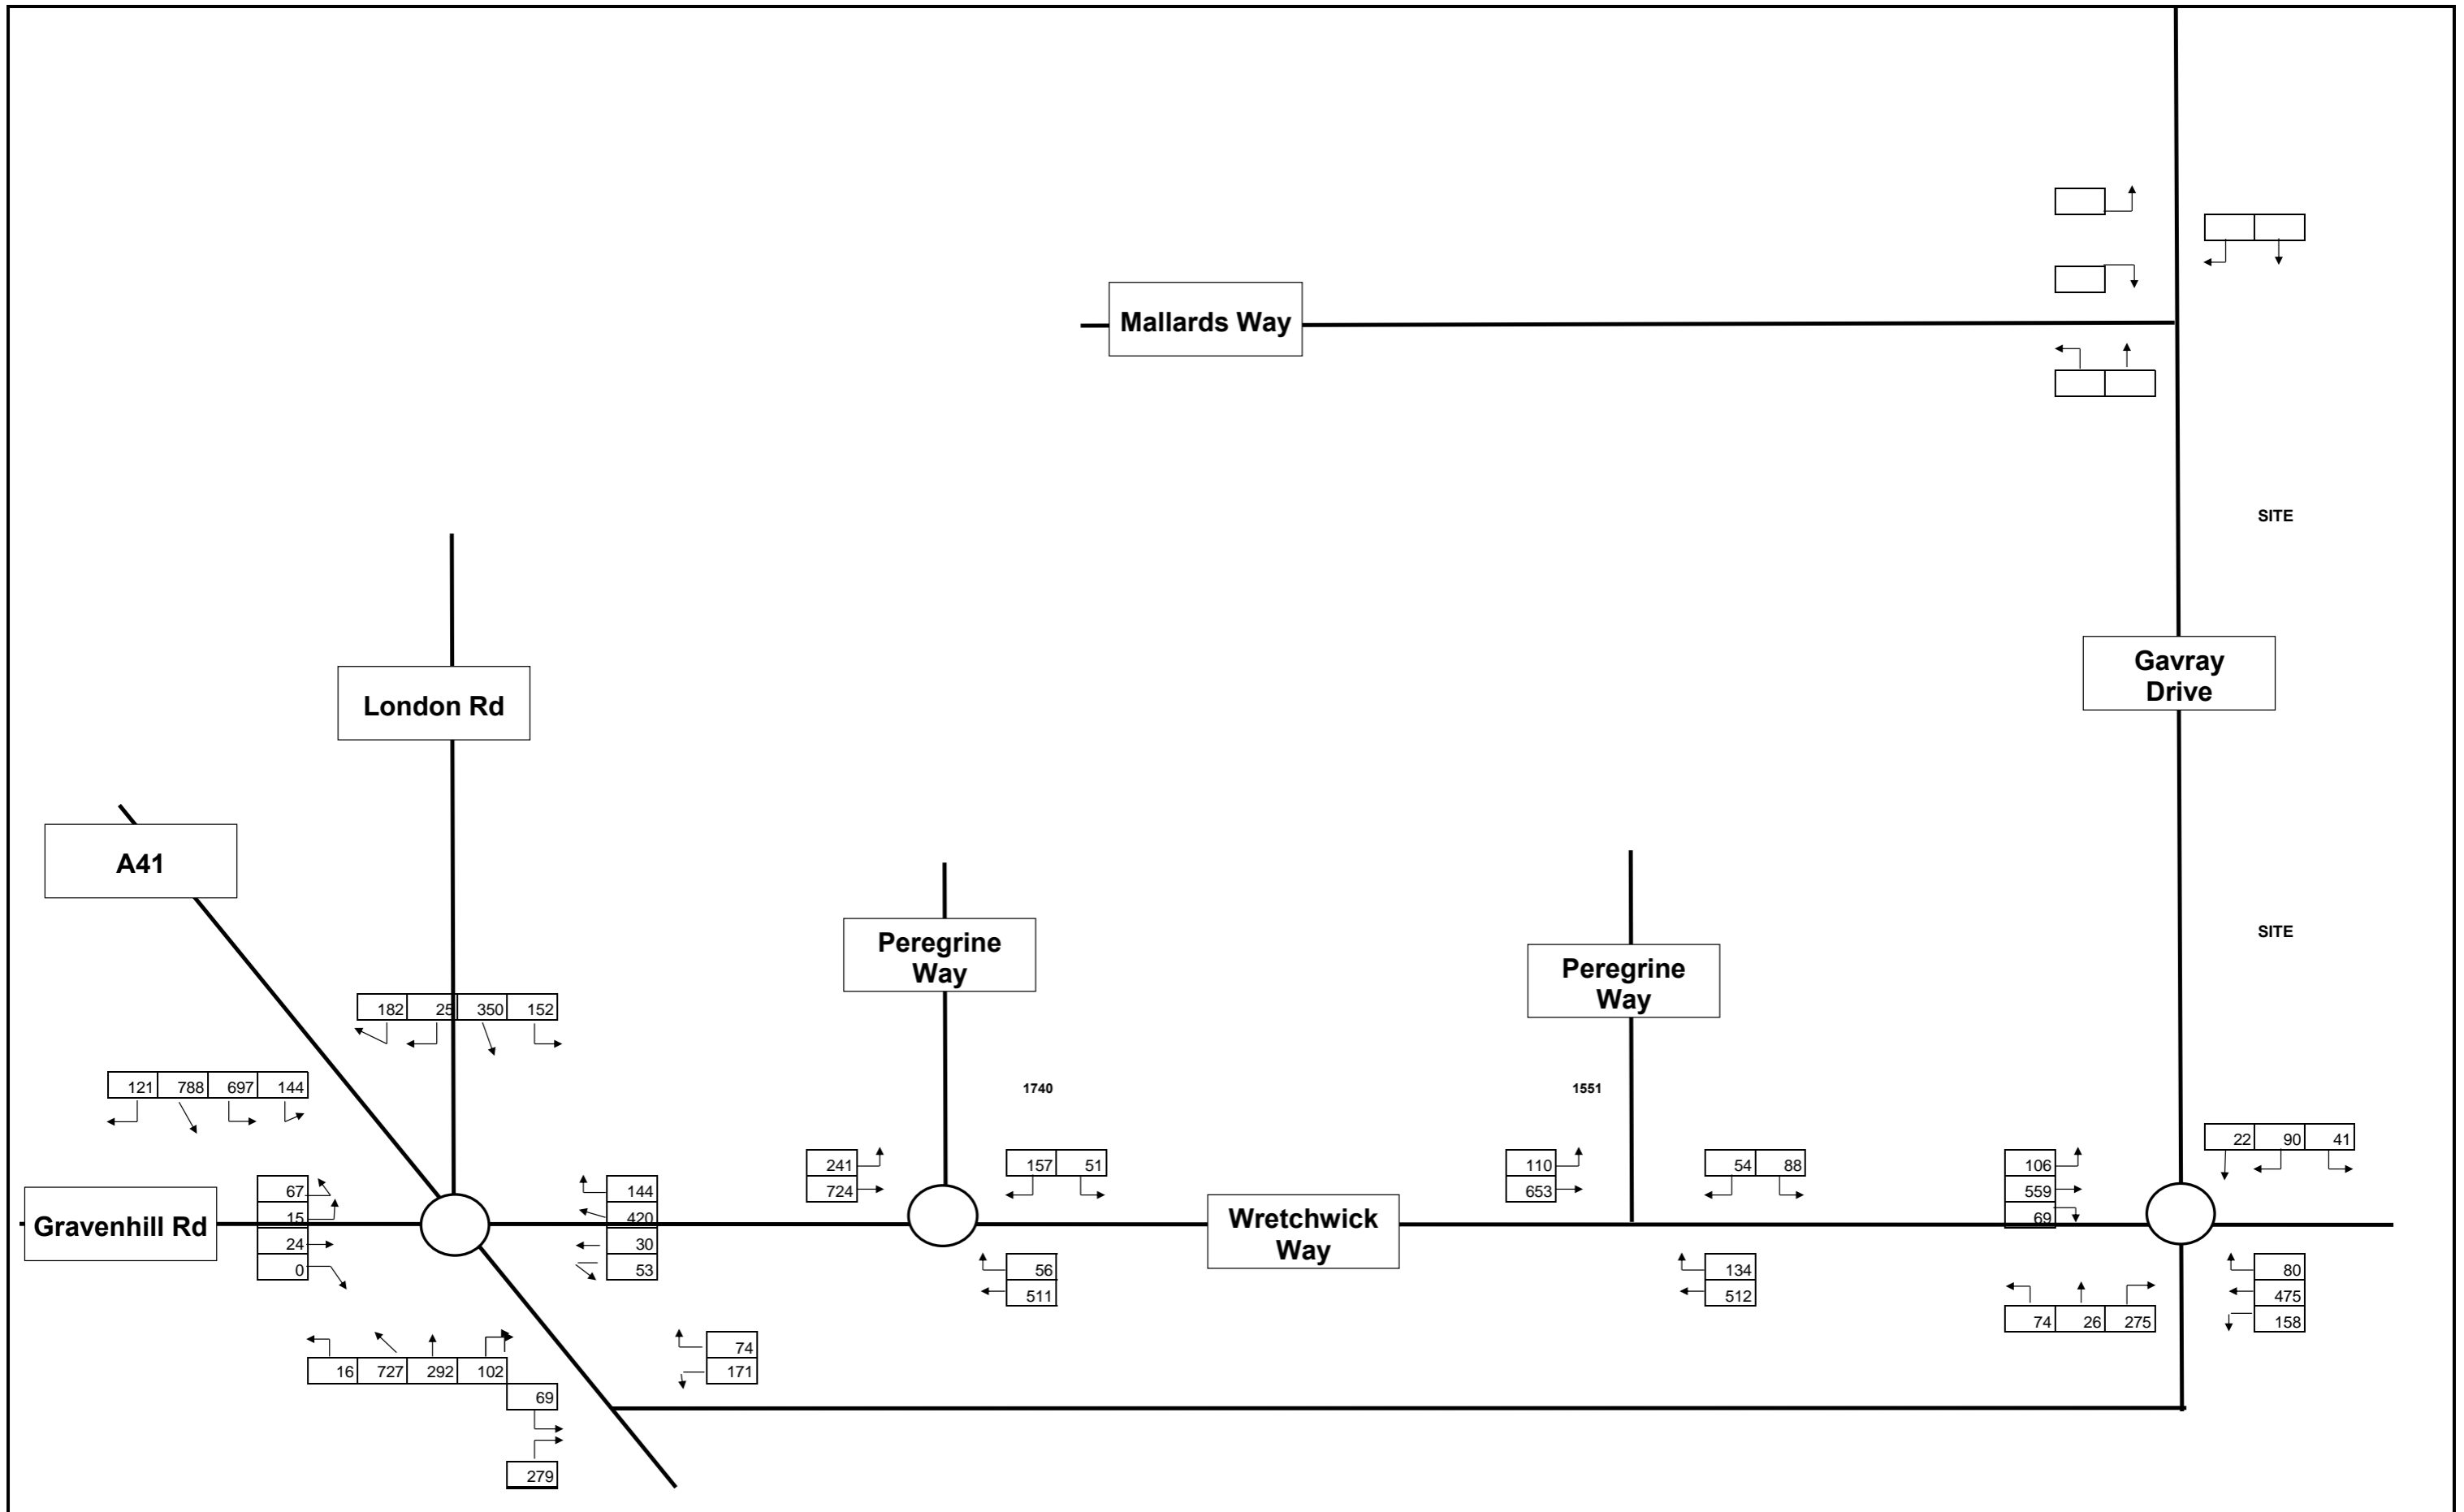 Mallards Way
SITE
Gavray
Drive
London Rd
A41
SITE
Peregrine
Way
Peregrine
Way
182 25 350 152
121 788 697 144
1740
1551
22 90 41
241
724
157 51
110
653
54 88
106
559
69
67
15
24
0
144
420
30
53
Gravenhill Rd
Wretchwick
Way
56
511
134
512
80
475
158
74 26 275
74
171
16 727 292 102
69
279